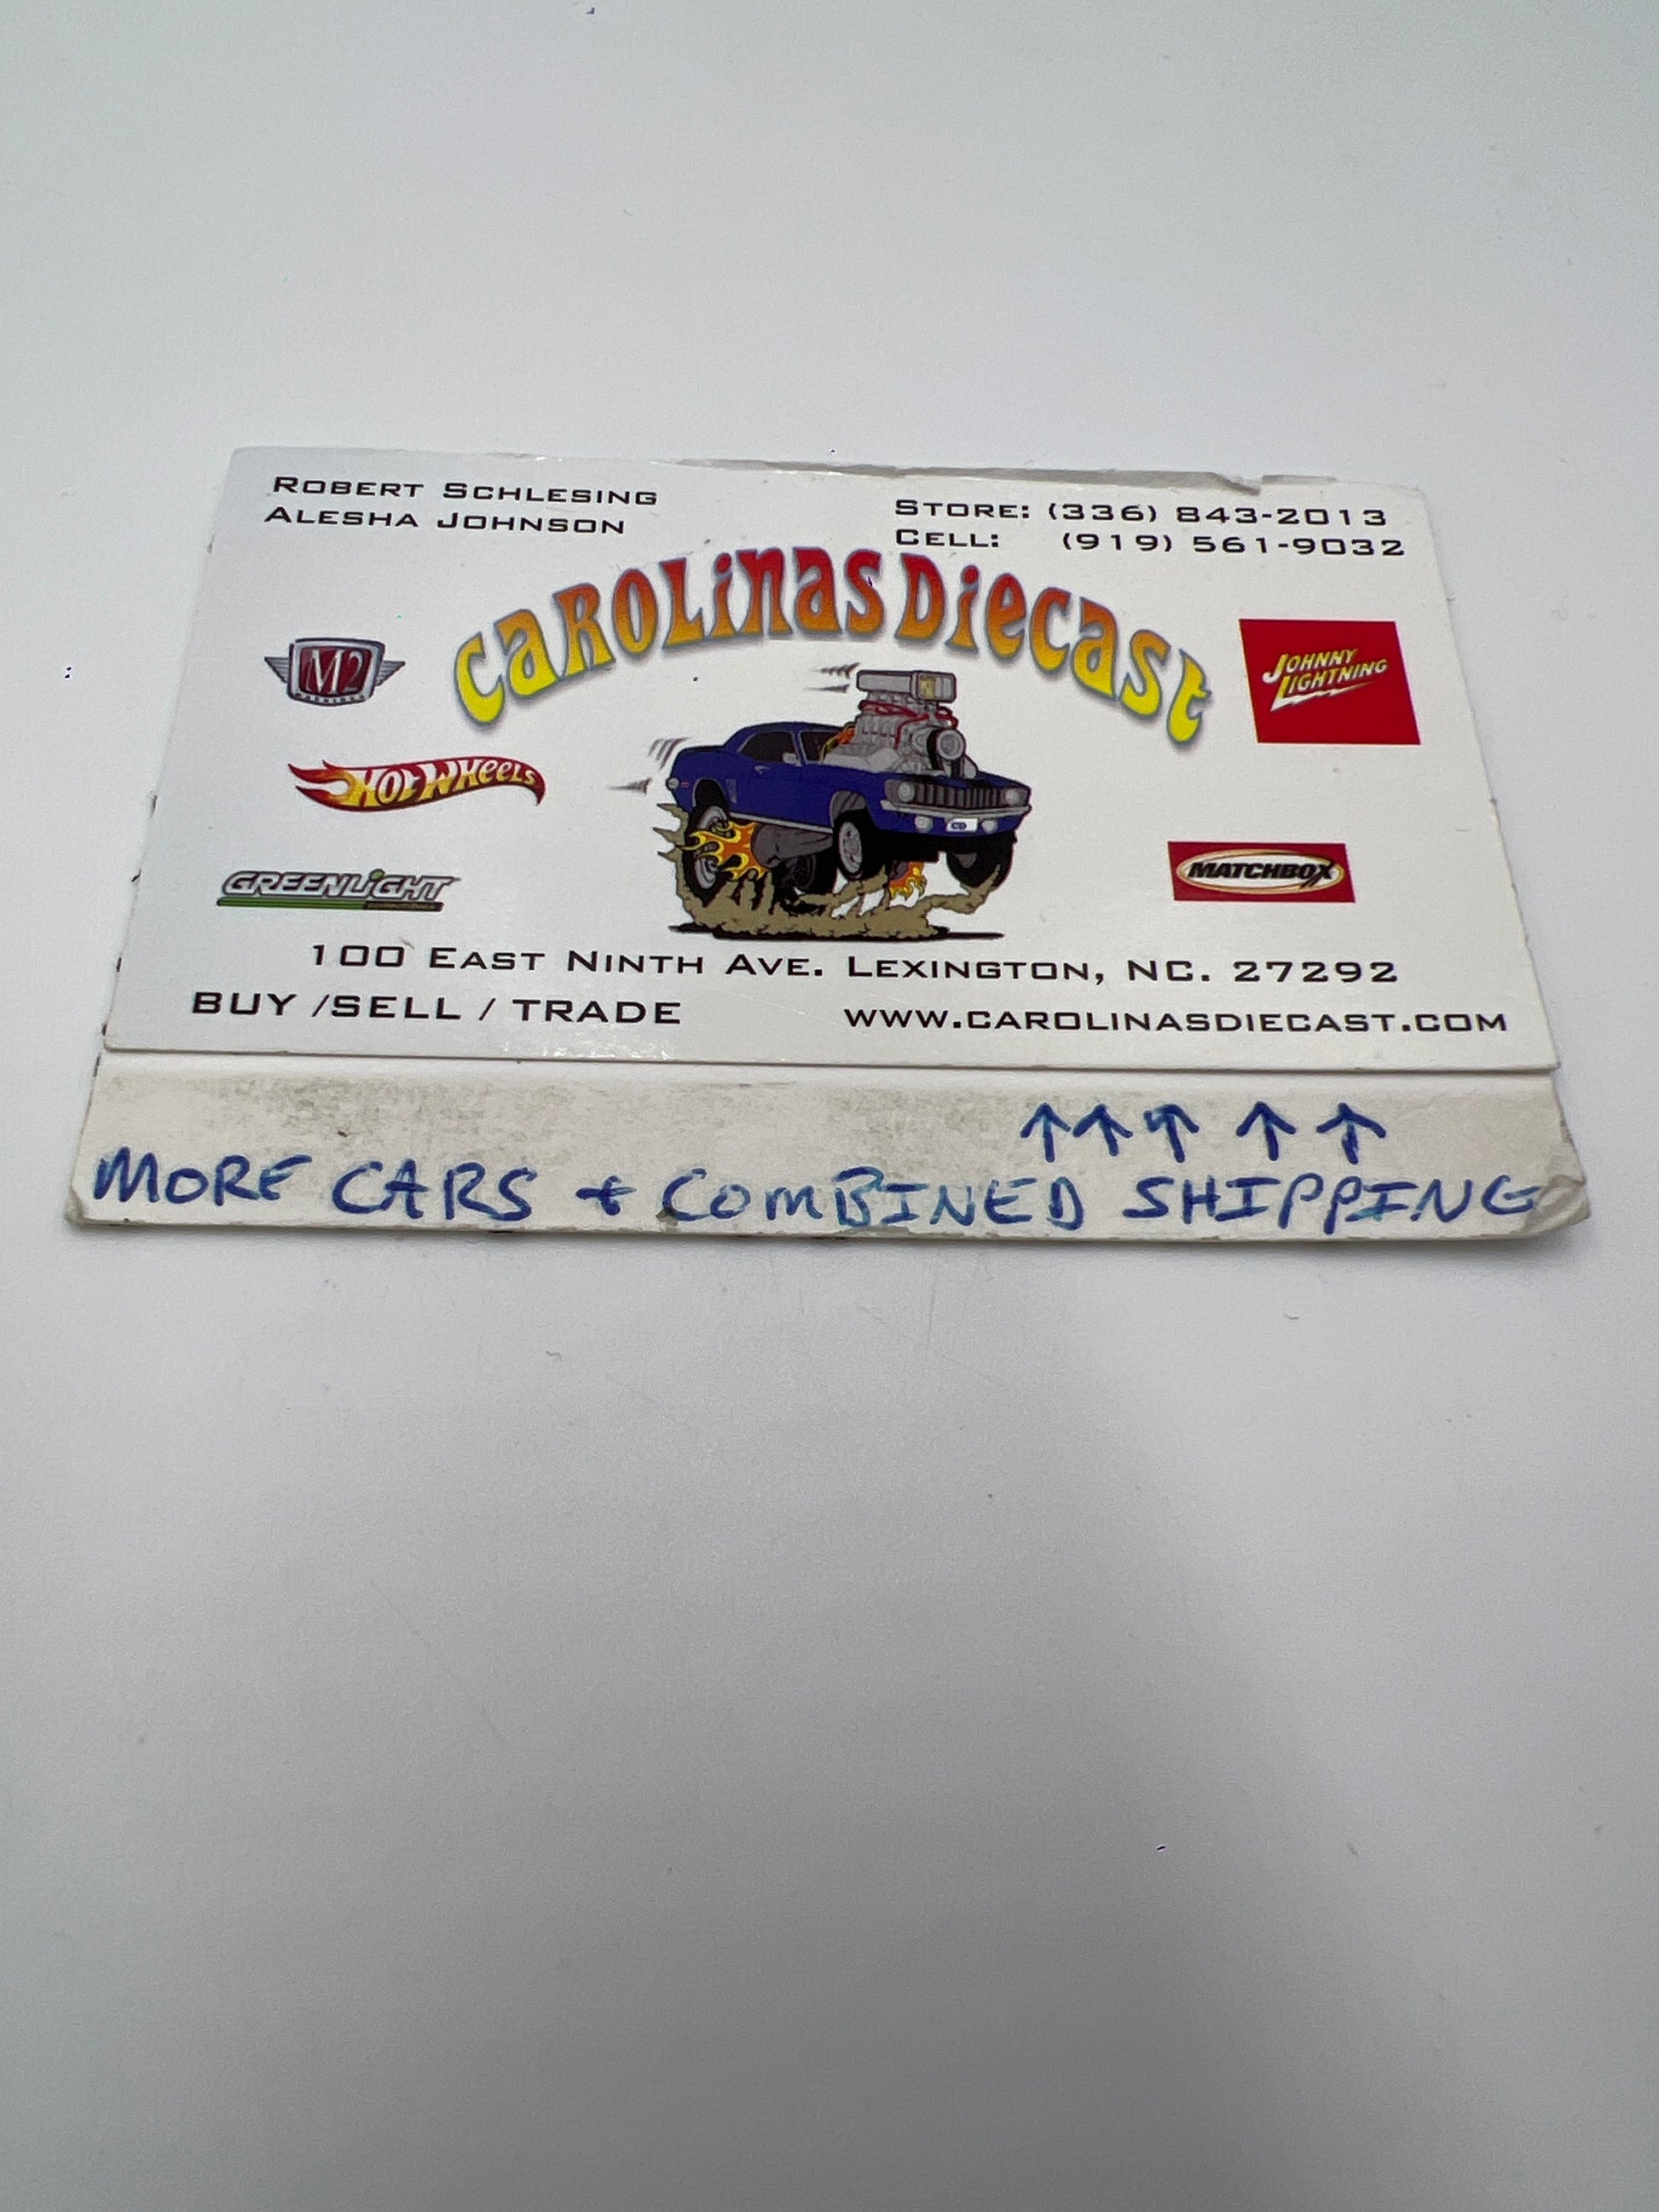 ROBERT SCHLESING
ALESHA JOHNSON
STORE: (336) 843-2013
CELL: (919) 561-9032
CAROLINAS DIECAST
M2
JOHNNY
LIGHTNING
HOT WHEELS
MATCHBOX
GREENLIGHT
100 EAST NINTH AVE. LEXINGTON, NC. 27292
BUY /SELL / TRADE
WWW.CAROLINASDIECAST.COM
↑↑↑↑↑
MORE CARS + COMBINED SHIPPING